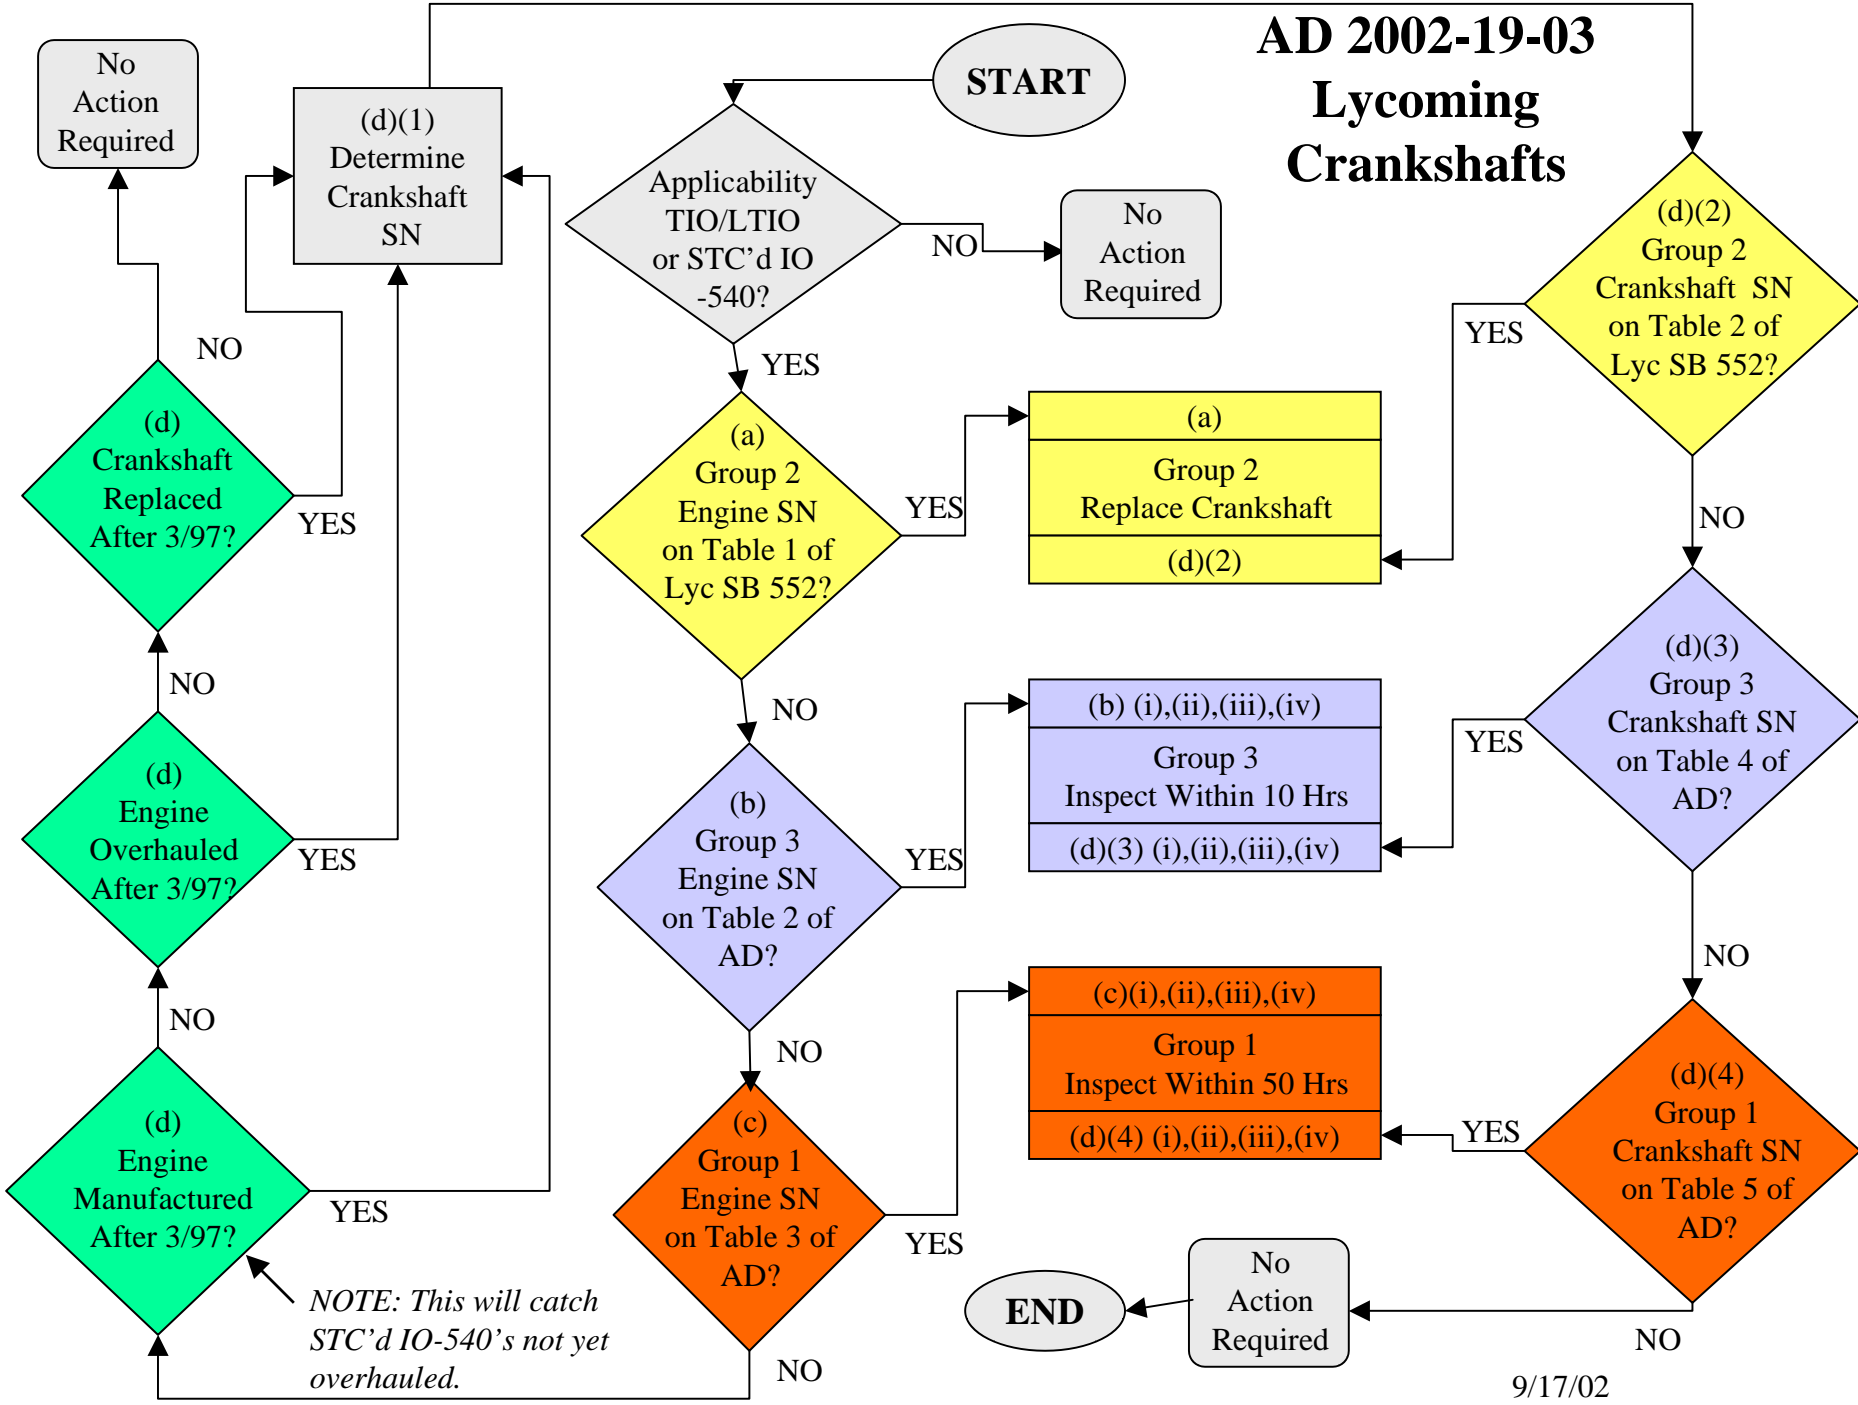 AD 2002-19-03
Lycoming
Crankshafts
START
Applicability
TIO/LTIO
or STC’d IO
-540?
NO
No
Action
Required
YES
(a)
Group 2
Engine SN
on Table 1 of
Lyc SB 552?
YES
(a)
Group 2
Replace Crankshaft
(d)(2)
NO
(b)
Group 3
Engine SN
on Table 2 of
AD?
YES
(b) (i),(ii),(iii),(iv)
Group 3
Inspect Within 10 Hrs
(d)(3) (i),(ii),(iii),(iv)
NO
(c)
Group 1
Engine SN
on Table 3 of
AD?
YES
(c)(i),(ii),(iii),(iv)
Group 1
Inspect Within 50 Hrs
(d)(4) (i),(ii),(iii),(iv)
NO
(d)
Engine
Manufactured
After 3/97?
YES
NOTE: This will catch
STC’d IO-540’s not yet
overhauled.
NO
(d)
Engine
Overhauled
After 3/97?
YES
NO
(d)
Crankshaft
Replaced
After 3/97?
YES
NO
No
Action
Required
(d)(1)
Determine
Crankshaft
SN
(d)(2)
Group 2
Crankshaft SN
on Table 2 of
Lyc SB 552?
YES
NO
(d)(3)
Group 3
Crankshaft SN
on Table 4 of
AD?
YES
NO
(d)(4)
Group 1
Crankshaft SN
on Table 5 of
AD?
YES
NO
No
Action
Required
END
9/17/02